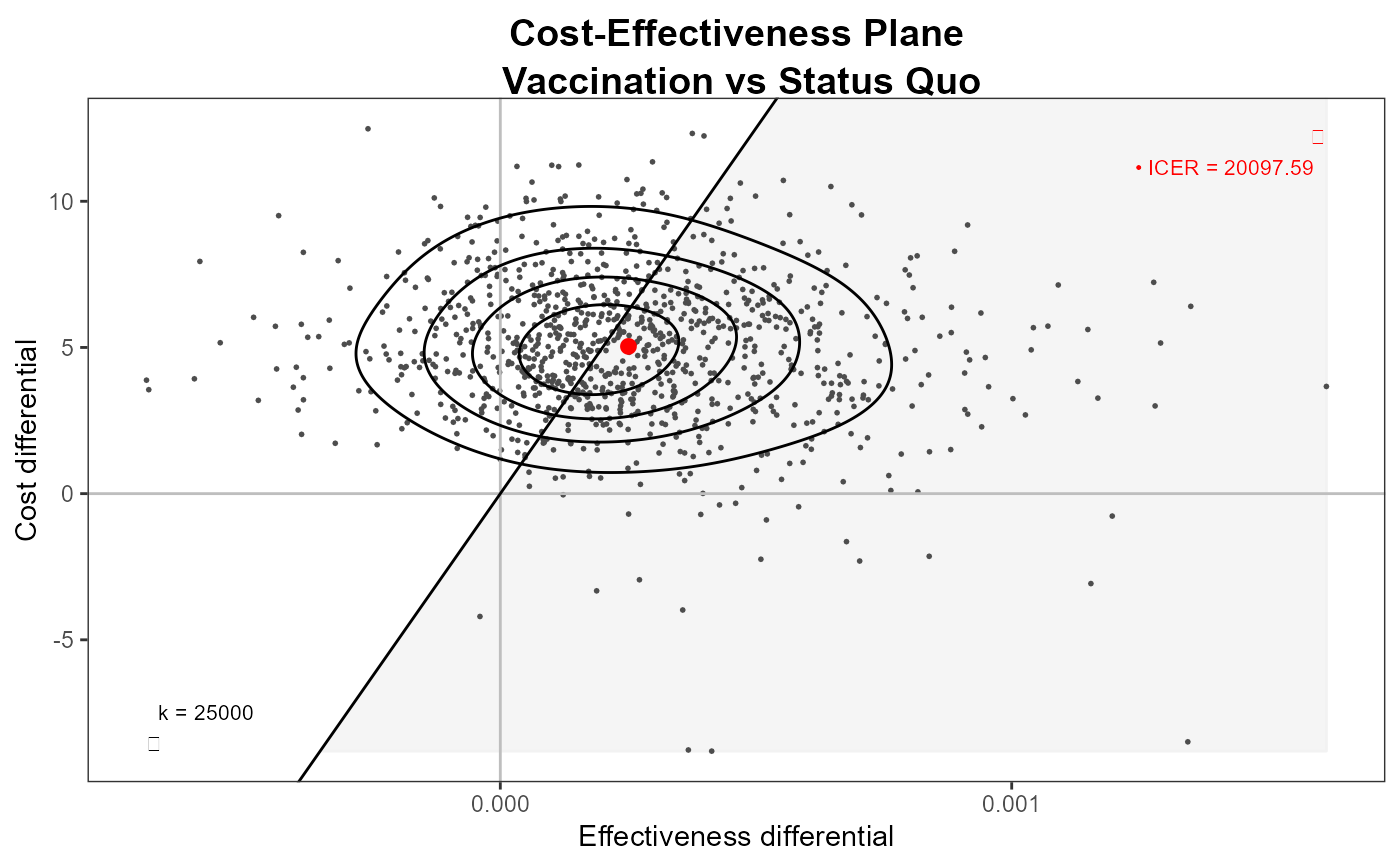 Cost-Effectiveness Plane
Vaccination vs Status Quo
• ICER = 20097.59
10
5
0
-5
Cost differential
k = 25000
0.000
0.001
Effectiveness differential